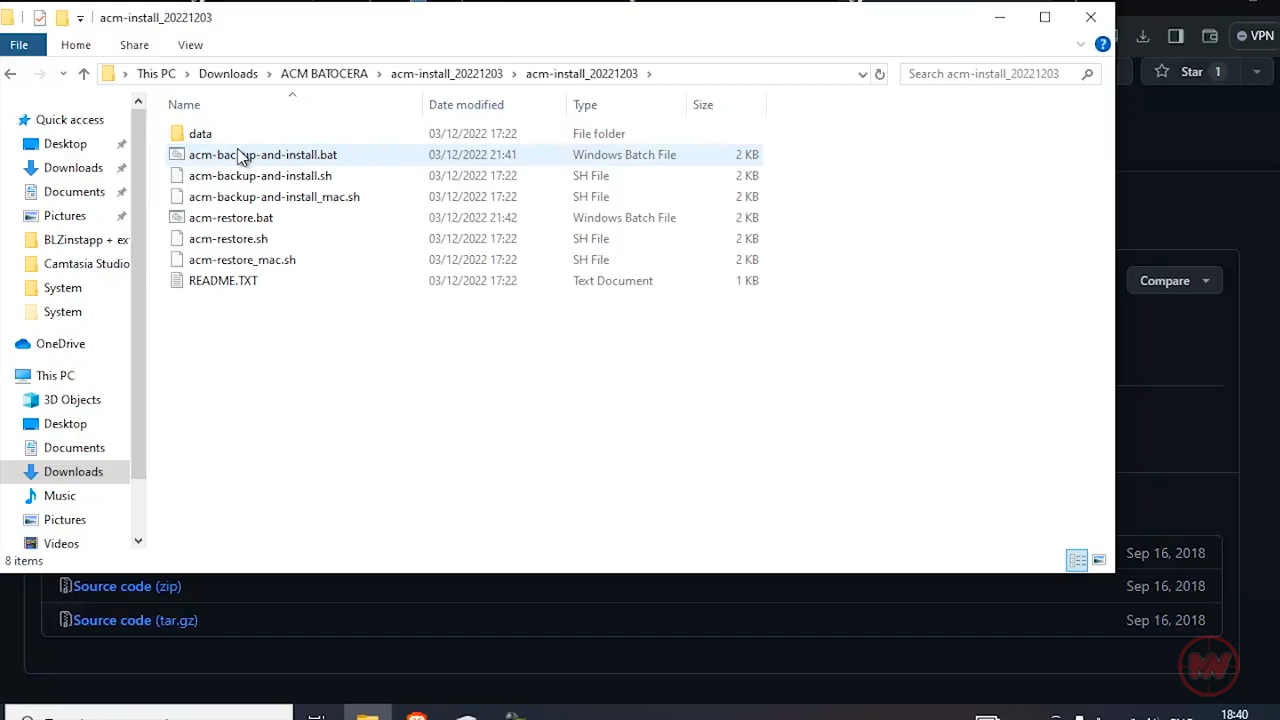 acm-install_20221203
File Home Share View
This PC Downloads ACM BATOCERA acm-install_20221203 acm-install_20221203
Search acm-install_20221203
VPN
Star 1
Name Date modified Type Size
Quick access
Desktop
Downloads
Documents
Pictures
BLZinstapp + ex
Camtasia Studio
System
System
OneDrive
This PC
3D Objects
Desktop
Documents
Downloads
Music
Pictures
Videos
data 03/12/2022 17:22 File folder
acm-backup-and-install.bat 03/12/2022 21:41 Windows Batch File 2 KB
acm-backup-and-install.sh 03/12/2022 17:22 SH File 2 KB
acm-backup-and-install_mac.sh 03/12/2022 17:22 SH File 2 KB
acm-restore.bat 03/12/2022 21:42 Windows Batch File 2 KB
acm-restore.sh 03/12/2022 17:22 SH File 2 KB
acm-restore_mac.sh 03/12/2022 17:22 SH File 2 KB
README.TXT 03/12/2022 17:22 Text Document 1 KB
8 items
Compare
Sep 16, 2018
Source code (zip) Sep 16, 2018
Source code (tar.gz) Sep 16, 2018
18:40